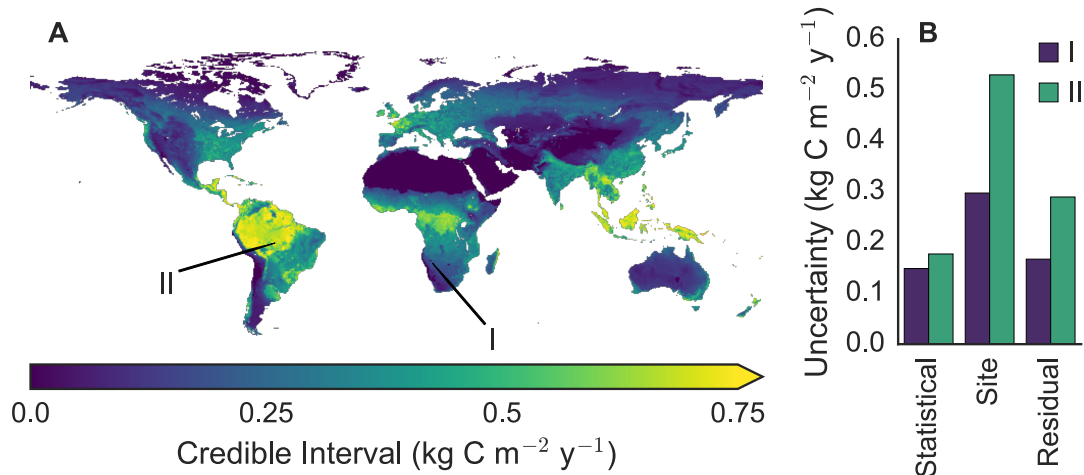 A
II
I
0.0 0.25 0.5 0.75
Credible Interval (kg C m−2 y−1)
B
I
II
Uncertainty (kg C m−2 y−1)
0.6
0.5
0.4
0.3
0.2
0.1
0.0
Statistical
Site
Residual